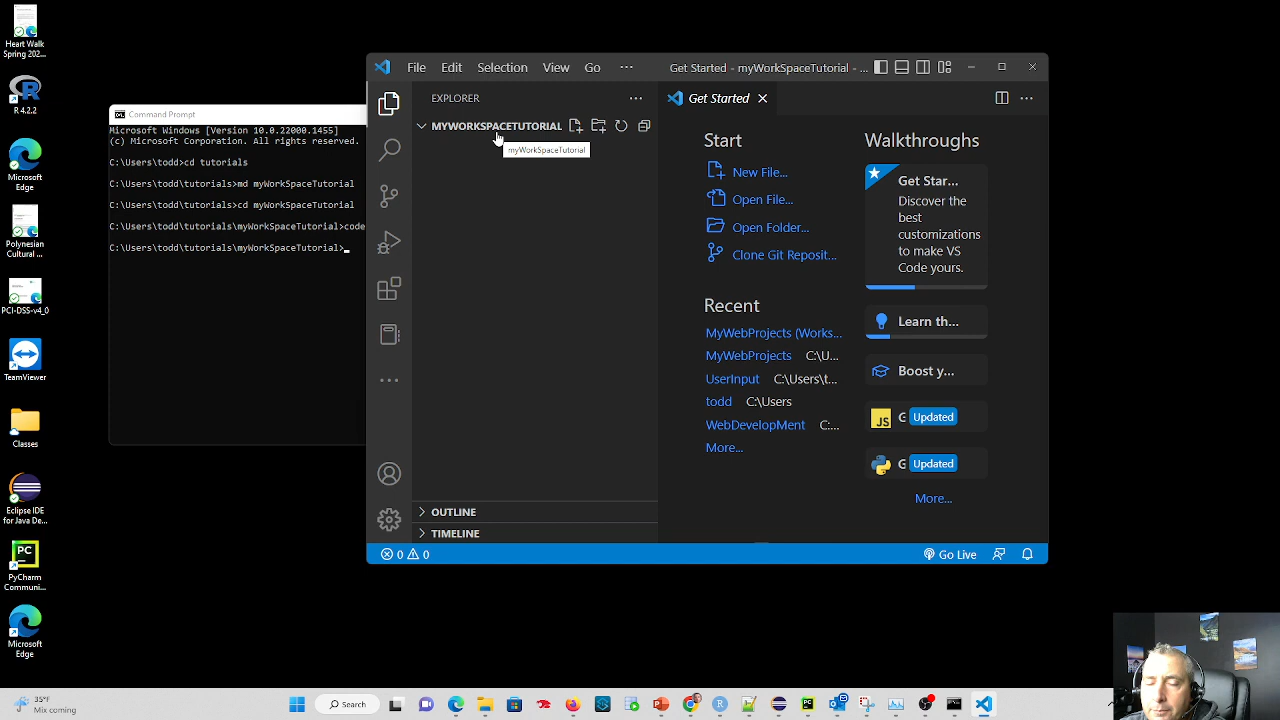 Heart Walk
Spring 202...
R 4.2.2
Microsoft
Edge
Polynesian
Cultural ...
PCI-DSS-v4_0
TeamViewer
Classes
Eclipse IDE
for Java De...
PyCharm
Communi...
Microsoft
Edge
Command Prompt
Microsoft Windows [Version 10.0.22000.1455]
(c) Microsoft Corporation. All rights reserved.
C:\Users\todd>cd tutorials
C:\Users\todd\tutorials>md myWorkSpaceTutorial
C:\Users\todd\tutorials>cd myWorkSpaceTutorial
C:\Users\todd\tutorials\myWorkSpaceTutorial>code
C:\Users\todd\tutorials\myWorkSpaceTutorial>
File Edit Selection View Go ... Get Started - myWorkSpaceTutorial - ...
EXPLORER
MYWORKSPACETUTORIAL
myWorkSpaceTutorial
OUTLINE
TIMELINE
Get Started
Start
New File...
Open File...
Open Folder...
Clone Git Reposit...
Recent
MyWebProjects (Works...
MyWebProjects C:\U...
UserInput C:\Users\t...
todd C:\Users
WebDevelopMent C:...
More...
Walkthroughs
Get Star...
Discover the
best
customizations
to make VS
Code yours.
Learn th...
Boost y...
JS G Updated
G Updated
More...
0 0
Go Live
35°F
Mix coming
Search